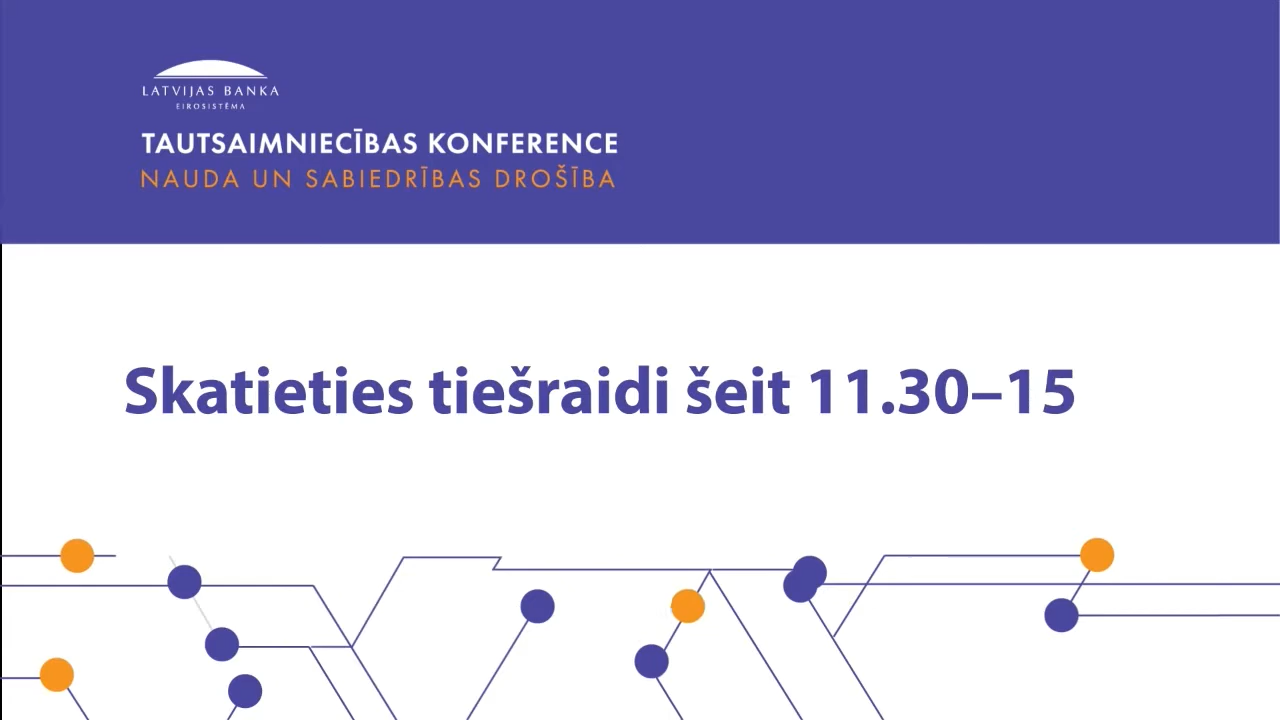 LATVIJAS BANKA
EIROSISTĒMA
TAUTSAIMNIECĪBAS KONFERENCE
NAUDA UN SABIEDRĪBAS DROŠĪBA
Skatieties tiešraidi šeit 11.30–15